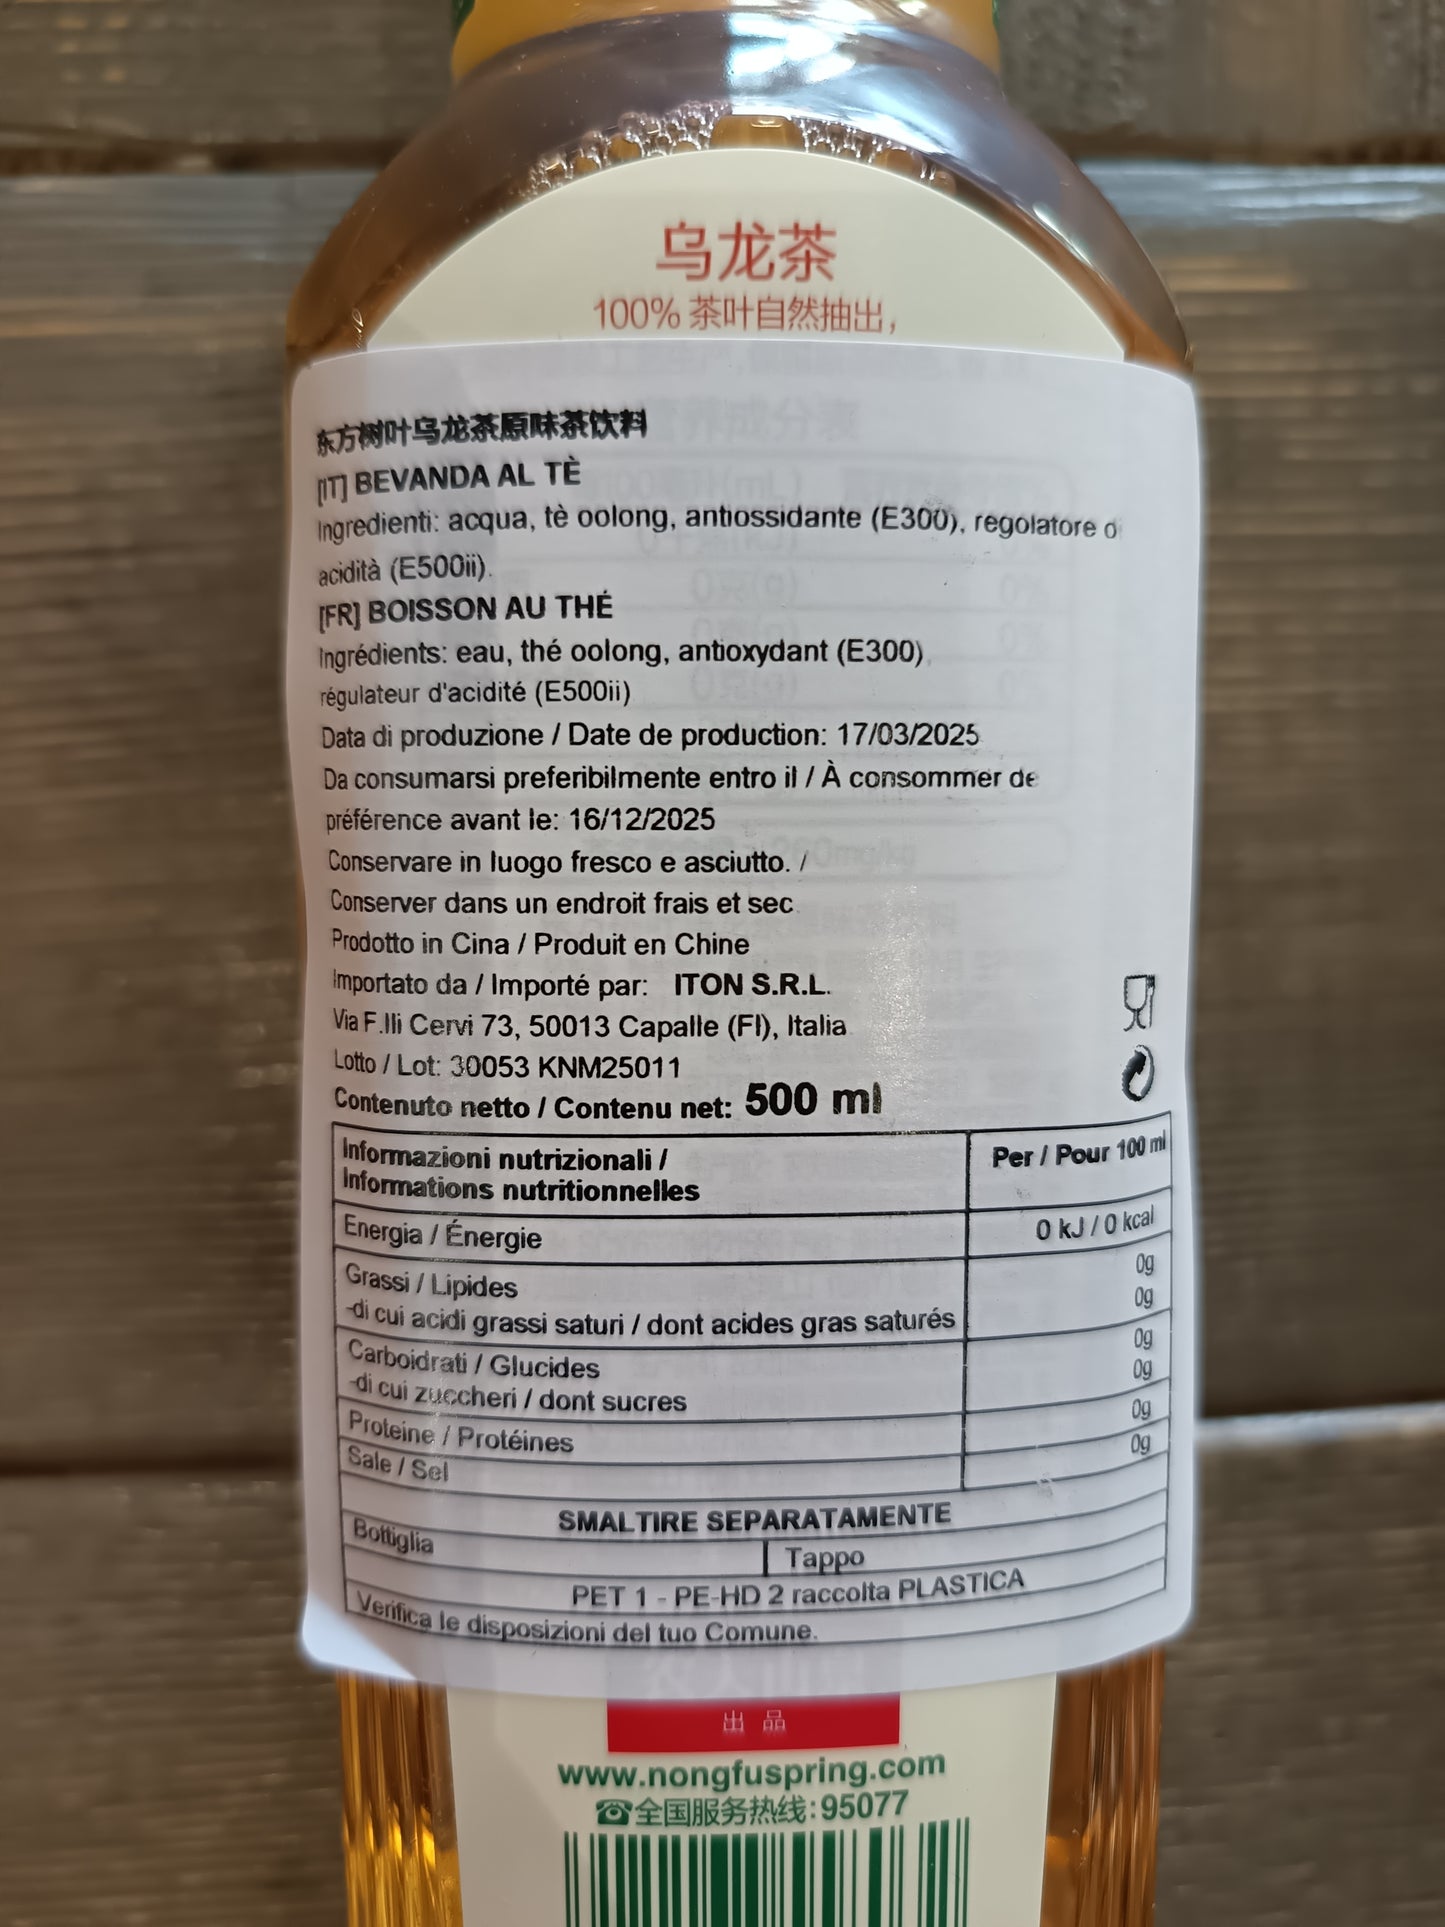 乌龙茶
100% 茶叶自然抽出，
东方树叶乌龙茶原味茶饮料
[IT] BEVANDA AL TÈ
Ingredienti: acqua, tè oolong, antiossidante (E300), regolatore di
acidità (E500ii).
[FR] BOISSON AU THÉ
Ingrédients: eau, thé oolong, antioxydant (E300),
régulateur d'acidité (E500ii)
Data di produzione / Date de production: 17/03/2025
Da consumarsi preferibilmente entro il / À consommer de
préférence avant le: 16/12/2025
Conservare in luogo fresco e asciutto. /
Conserver dans un endroit frais et sec.
Prodotto in Cina / Produit en Chine
Importato da / Importé par: ITON S.R.L.
Via F.lli Cervi 73, 50013 Capalle (FI), Italia
Lotto / Lot: 30053 KNM25011
Contenuto netto / Contenu net: 500 ml
Informazioni nutrizionali / Per / Pour 100 ml
Informations nutritionnelles
Energia / Énergie 0 kJ / 0 kcal
Grassi / Lipides 0g
-di cui acidi grassi saturi / dont acides gras saturés 0g
Carboidrati / Glucides 0g
-di cui zuccheri / dont sucres 0g
Proteine / Protéines 0g
Sale / Sel 0g
SMALTIRE SEPARATAMENTE
Bottiglia Tappo
PET 1 - PE-HD 2 raccolta PLASTICA
Verifica le disposizioni del tuo Comune.
出品
www.nongfuspring.com
☎全国服务热线:95077